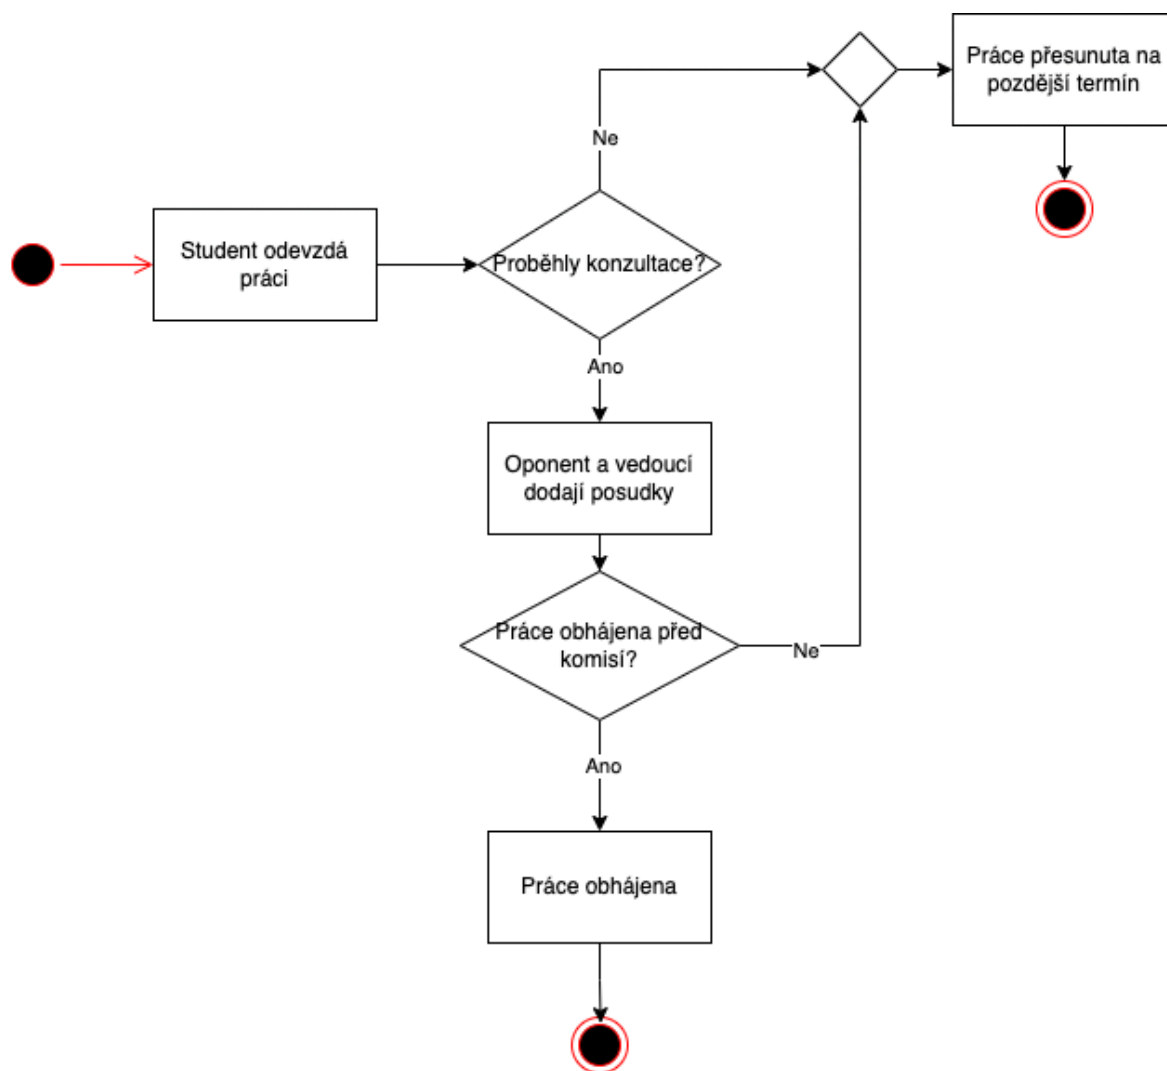 Práce přesunuta na
pozdější termín
Ne
Student odevzdá
práci
Proběhly konzultace?
Ano
Oponent a vedoucí
dodají posudky
Práce obhájena před
komisí?
Ne
Ano
Práce obhájena